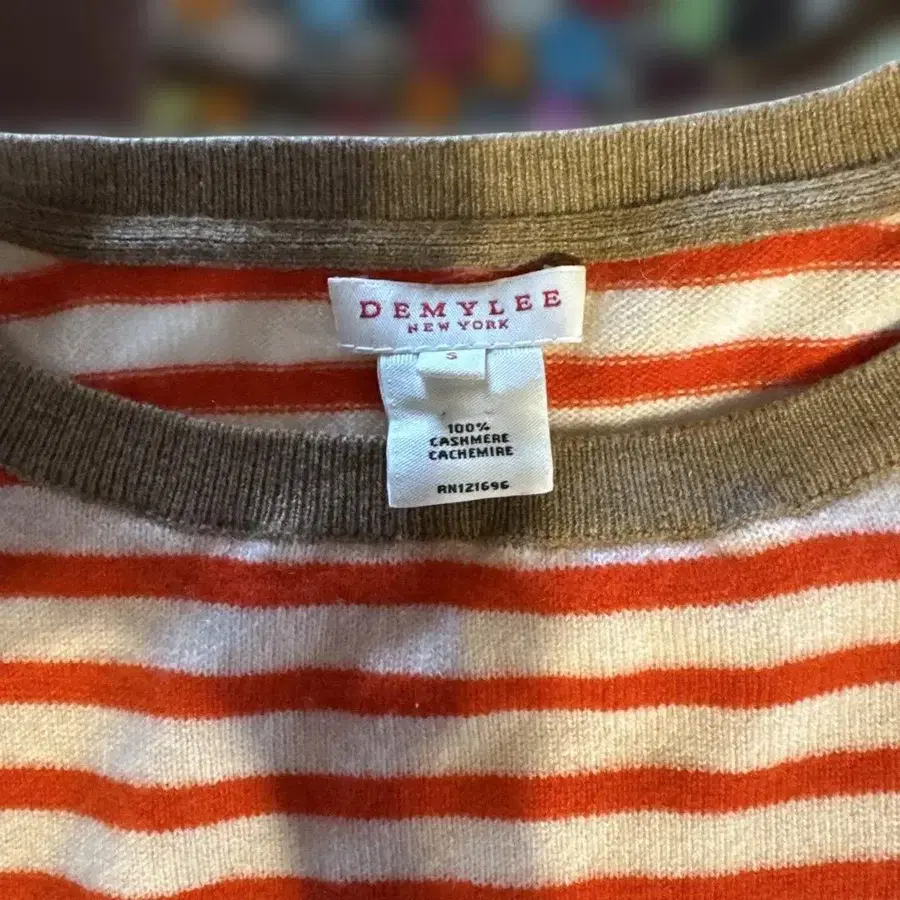 DEMYLEE
NEW YORK
S
100%
CASHMERE
CACHEMIRE
RN121696